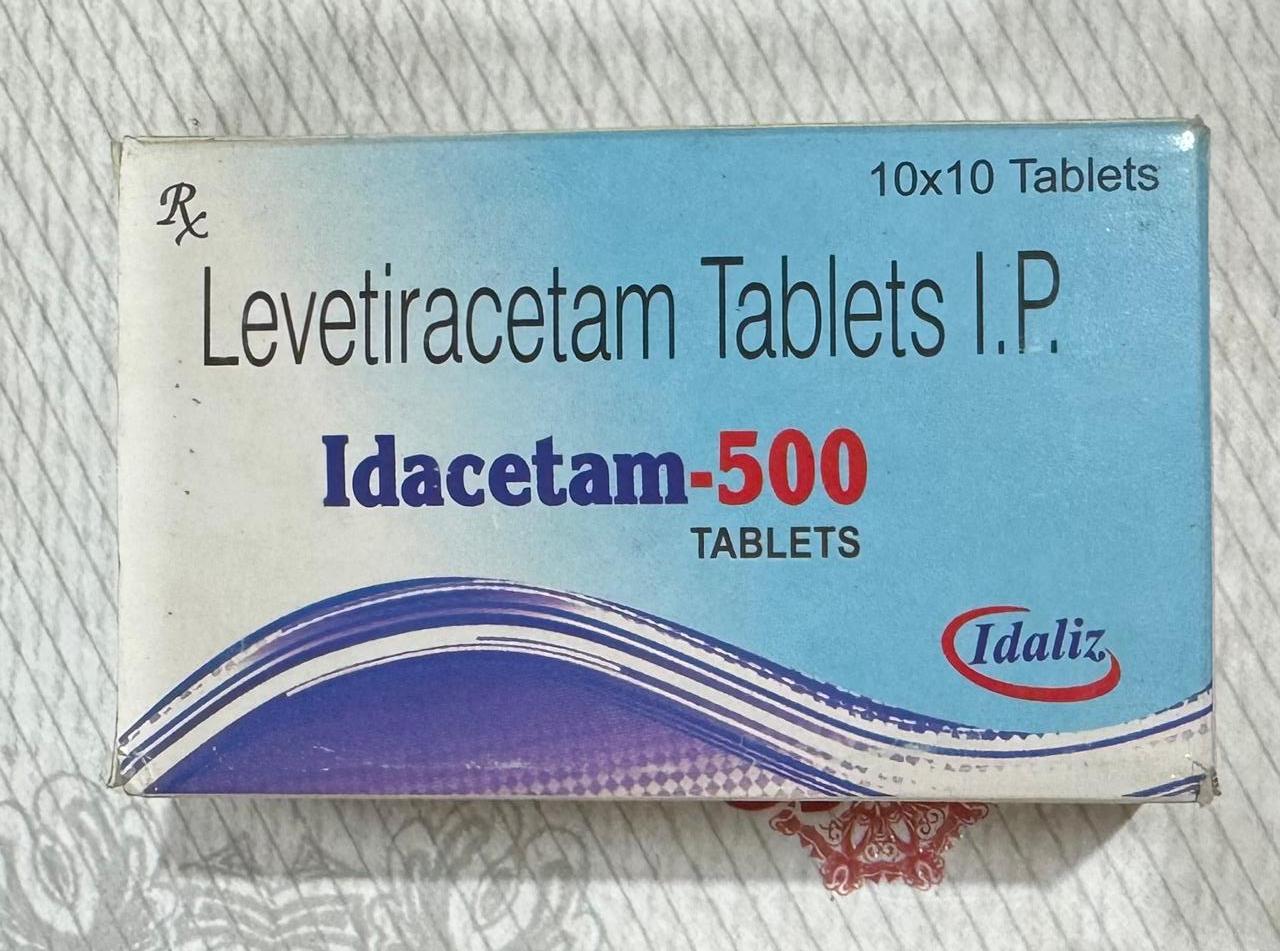 Rx
10x10 Tablets
Levetiracetam Tablets I.P.
Idacetam-500
TABLETS
Idaliz